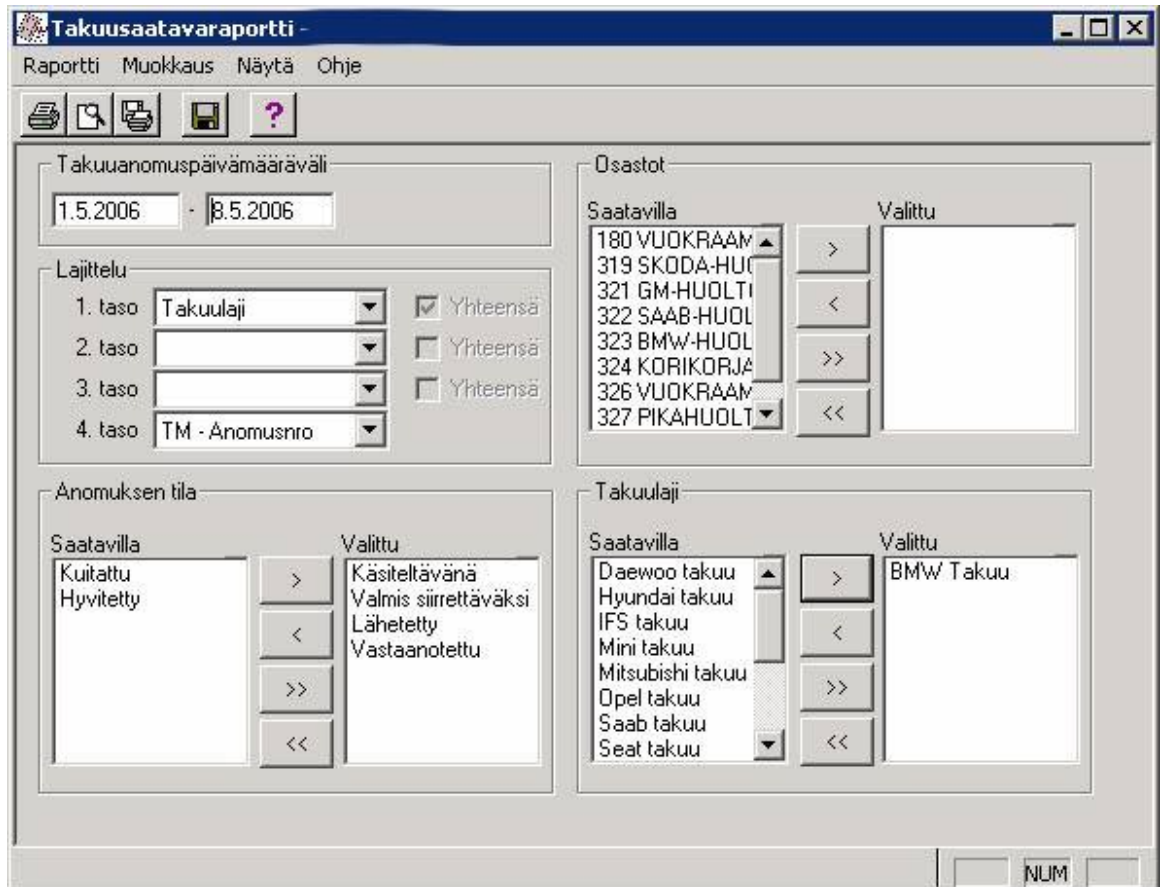 Takusaatavaraportti -
Raportti Muokkaus Näytä Ohje
?
Takuuanomuspäivämääräväli
1.5.2006 - 8.5.2006
Lajittelu
1. taso Takuulaji Yhteensä
2. taso Yhteensä
3. taso Yhteensä
4. taso TM - Anomusnro
Osastot
Saatavilla Valittu
180 VUOKRAAM
319 SKODA-HUO
321 GM-HUOLT
322 SAAB-HUOL
323 BMW-HUOL
324 KORIKORJA
326 VUOKRAAM
327 PIKAHUOLT
>
<
>>
<<
Anomuksen tila
Saatavilla Valittu
Kuitattu
Hyvitetty
>
<
>>
<<
Käsiteltävänä
Valmis siirrettäväksi
Lähetetty
Vastaanotettu
Takuulaji
Saatavilla Valittu
Daewoo takuu
Hyundai takuu
IFS takuu
Mini takuu
Mitsubishi takuu
Opel takuu
Saab takuu
Seat takuu
>
<
>>
<<
BMW Takuu
NUM